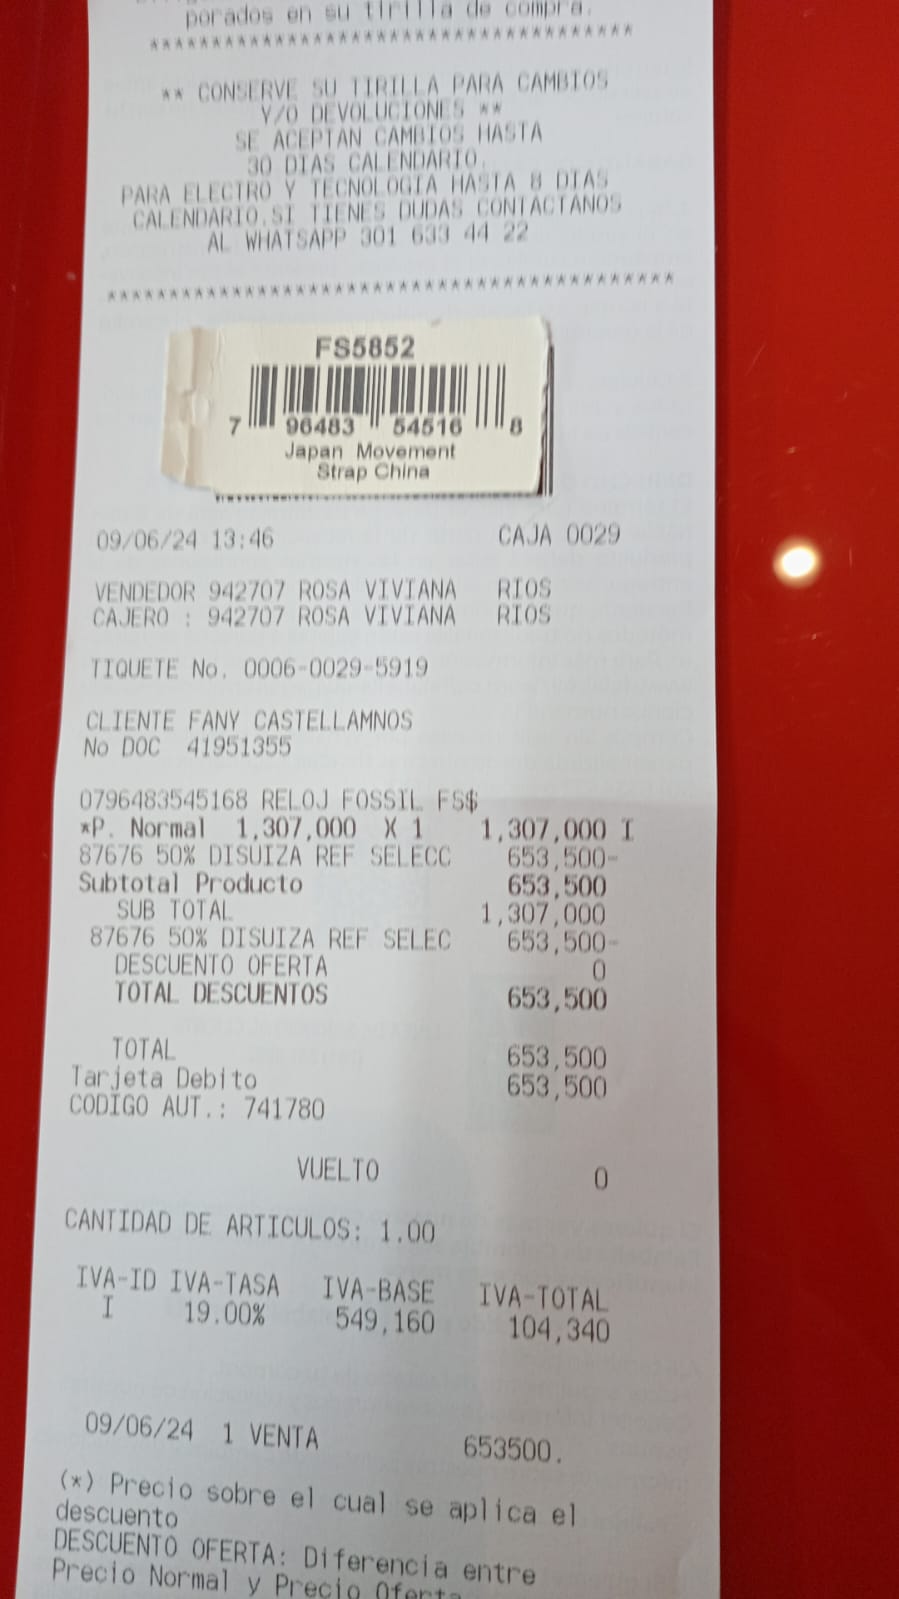 porados en su tirilla de compra.
***************************************
** CONSERVE SU TIRILLA PARA CAMBIOS
Y/O DEVOLUCIONES **
SE ACEPTAN CAMBIOS HASTA
30 DIAS CALENDARIO.
PARA ELECTRO Y TECNOLOGIA HASTA 8 DIAS
CALENDARIO.SI TIENES DUDAS CONTACTANOS
AL WHATSAPP 301 633 44 22
******************************************
FS5852
7 96483 54516 8
Japan Movement
Strap China
09/06/24 13:46 CAJA 0029
VENDEDOR 942707 ROSA VIVIANA RIOS
CAJERO : 942707 ROSA VIVIANA RIOS
TIQUETE No. 0006-0029-5919
CLIENTE FANY CASTELLAMNOS
No DOC 41951355
0796483545168 RELOJ FOSSIL FS$
*P. Normal 1,307,000 X 1 1,307,000 I
87676 50% DISUIZA REF SELECC 653,500-
Subtotal Producto 653,500
SUB TOTAL 1,307,000
87676 50% DISUIZA REF SELEC 653,500-
DESCUENTO OFERTA 0
TOTAL DESCUENTOS 653,500
TOTAL 653,500
Tarjeta Debito 653,500
CODIGO AUT.: 741780
VUELTO 0
CANTIDAD DE ARTICULOS: 1.00
IVA-ID IVA-TASA IVA-BASE IVA-TOTAL
I 19.00% 549,160 104,340
09/06/24 1 VENTA 653500.
(*) Precio sobre el cual se aplica el
descuento
DESCUENTO OFERTA: Diferencia entre
Precio Normal y Precio Oferta